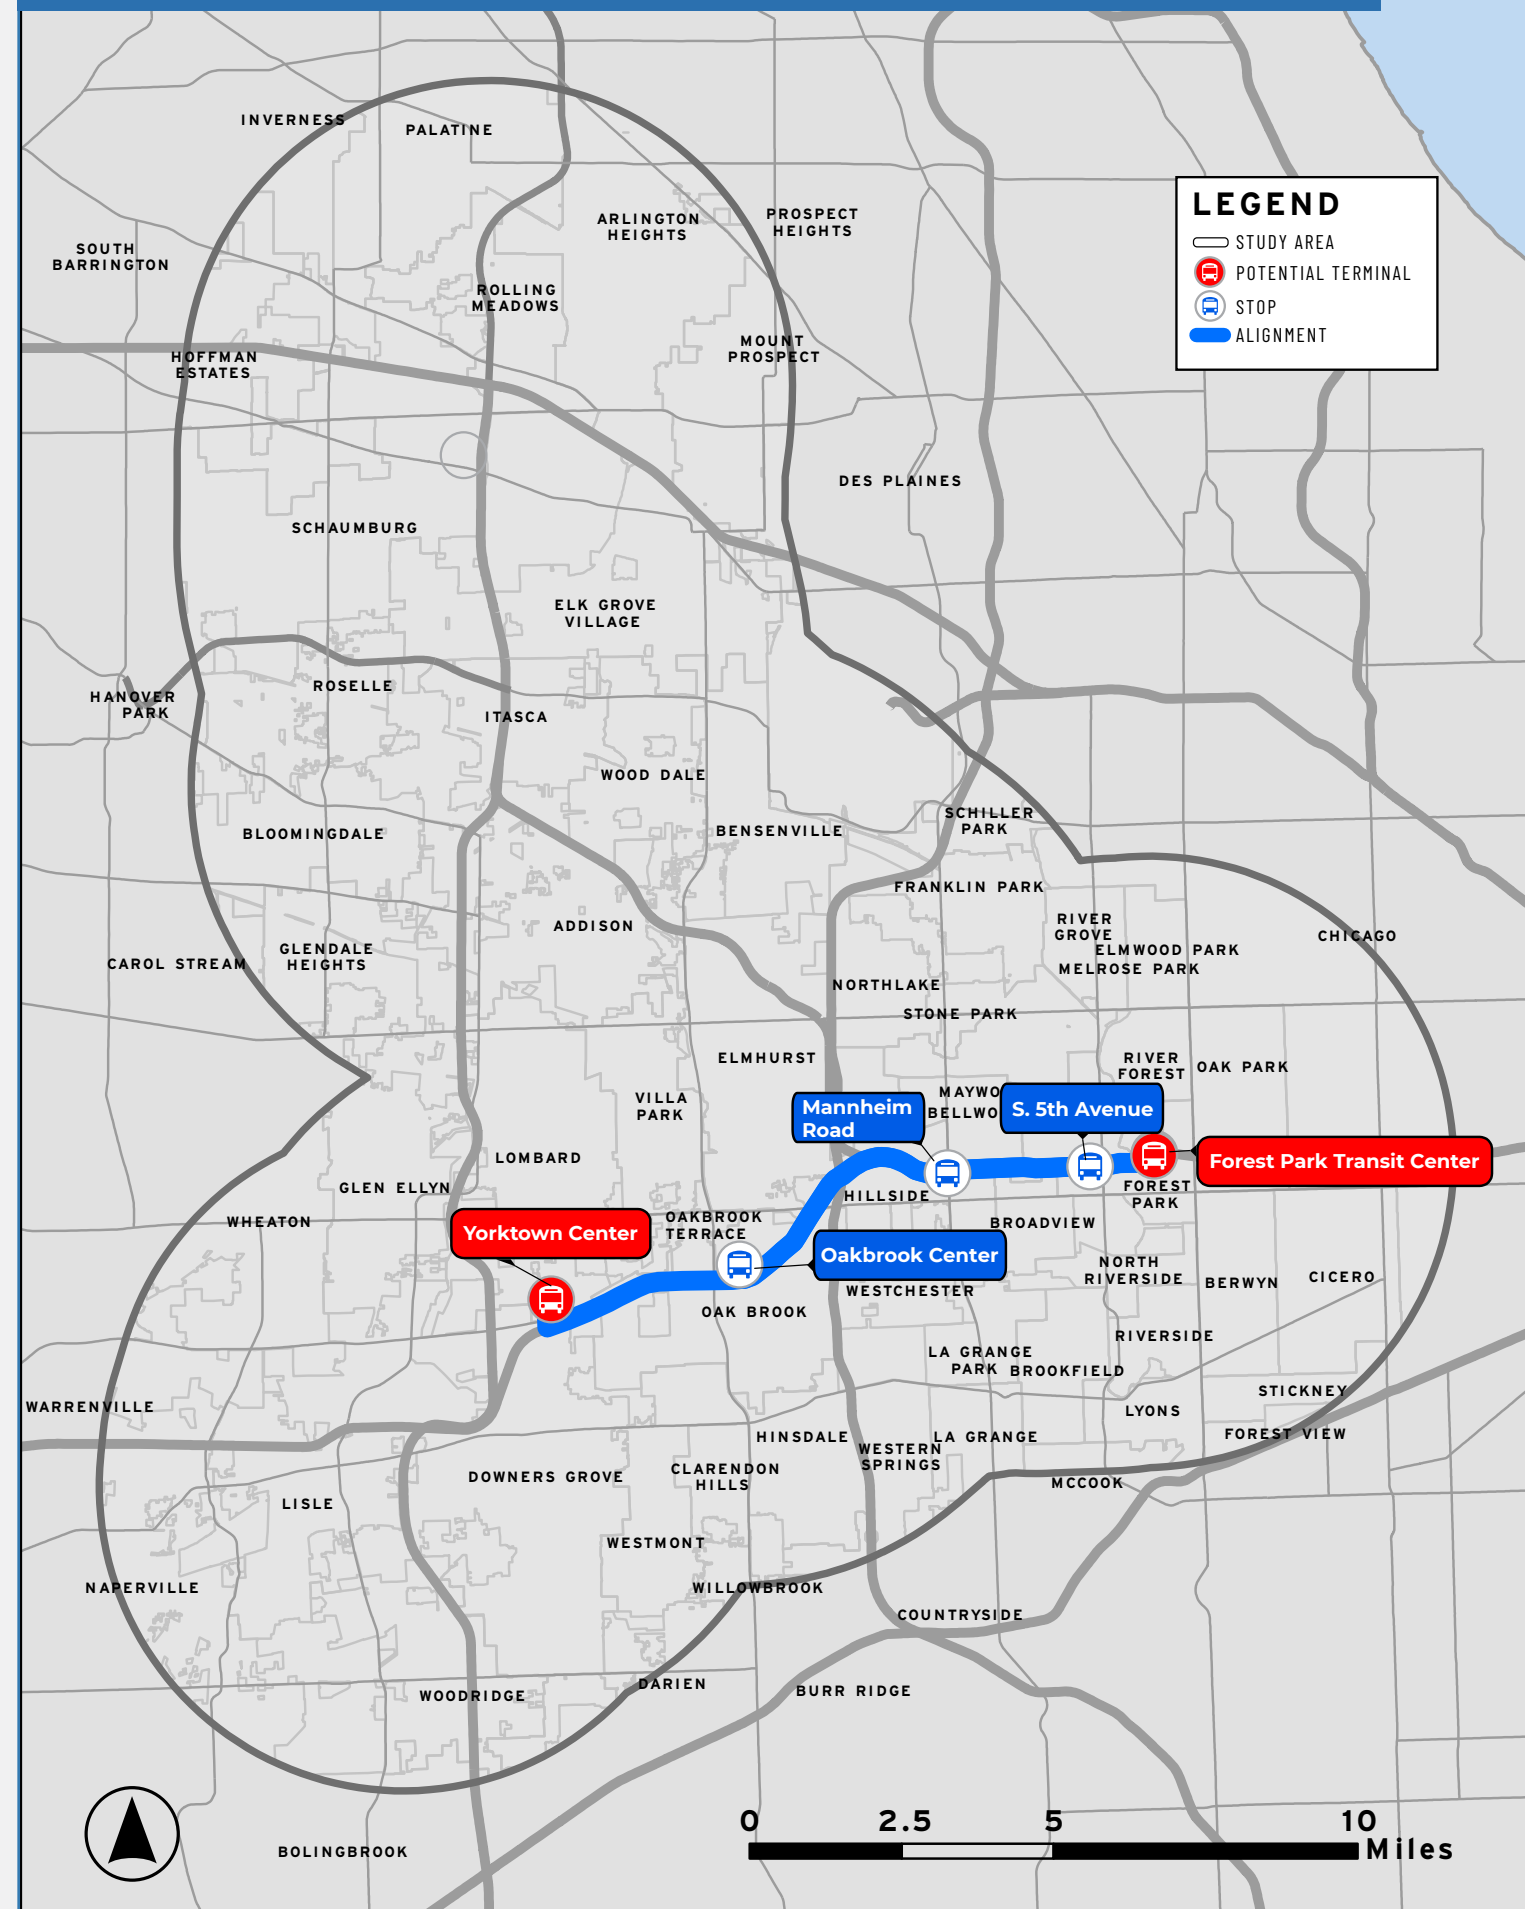 INVERNESS
PALATINE
ARLINGTON
HEIGHTS
PROSPECT
HEIGHTS
SOUTH
BARRINGTON
ROLLING
MEADOWS
MOUNT
PROSPECT
HOFFMAN
ESTATES
LEGEND
STUDY AREA
POTENTIAL TERMINAL
STOP
ALIGNMENT
DES PLAINES
SCHAUMBURG
ELK GROVE
VILLAGE
ROSELLE
HANOVER
PARK
ITASCA
WOOD DALE
SCHILLER
PARK
BLOOMINGDALE
BENSENVILLE
FRANKLIN PARK
ADDISON
RIVER
GROVE
CHICAGO
ELMWOOD PARK
MELROSE PARK
GLENDALE
HEIGHTS
CAROL STREAM
NORTHLAKE
STONE PARK
ELMHURST
RIVER
FOREST
OAK PARK
VILLA
PARK
MAYWO
BELLWO
Mannheim
Road
S. 5th Avenue
Forest Park Transit Center
LOMBARD
GLEN ELLYN
HILLSIDE
FOREST
PARK
WHEATON
OAKBROOK
TERRACE
BROADVIEW
Yorktown Center
Oakbrook Center
NORTH
RIVERSIDE
BERWYN
CICERO
WESTCHESTER
OAK BROOK
RIVERSIDE
LA GRANGE
PARK
BROOKFIELD
STICKNEY
WARRENVILLE
LYONS
FOREST VIEW
HINSDALE
LA GRANGE
WESTERN
SPRINGS
DOWNERS GROVE
CLARENDON
HILLS
MCCOOK
LISLE
WESTMONT
NAPERVILLE
WILLOWBROOK
COUNTRYSIDE
DARIEN
WOODRIDGE
BURR RIDGE
BOLINGBROOK
0 2.5 5 10
Miles